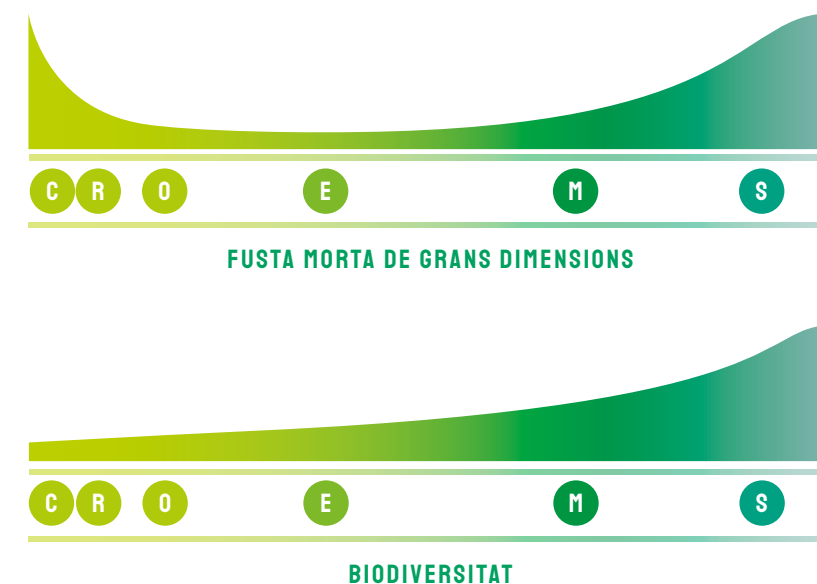 C R O E M S
FUSTA MORTA DE GRANS DIMENSIONS
C R O E M S
BIODIVERSITAT